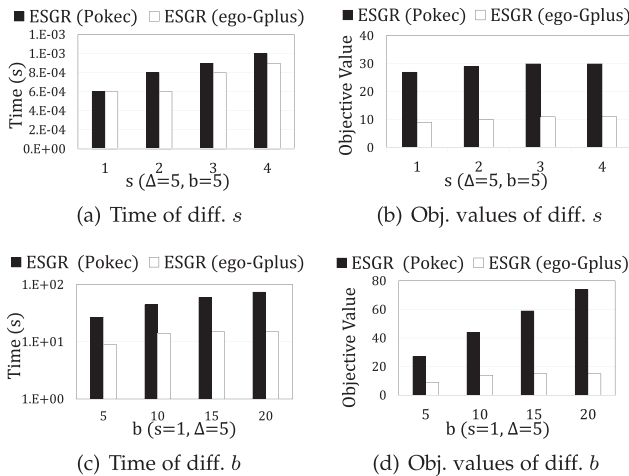 ESGR (Pokec) ESGR (ego-Gplus)
1.E-03
1.E-03
8.E-04
6.E-04
4.E-04
2.E-04
0.E+00
Time (s)
1 2 3 4
s (Δ=5, b=5)
(a) Time of diff. s
ESGR (Pokec) ESGR (ego-Gplus)
40
30
20
10
0
Objective Value
1 2 3 4
s (Δ=5, b=5)
(b) Obj. values of diff. s
ESGR (Pokec) ESGR (ego-Gplus)
1.E+02
1.E+01
1.E+00
Time (s)
5 10 15 20
b (s=1, Δ=5)
(c) Time of diff. b
ESGR (Pokec) ESGR (ego-Gplus)
80
60
40
20
0
Objective Value
5 10 15 20
b (s=1, Δ=5)
(d) Obj. values of diff. b